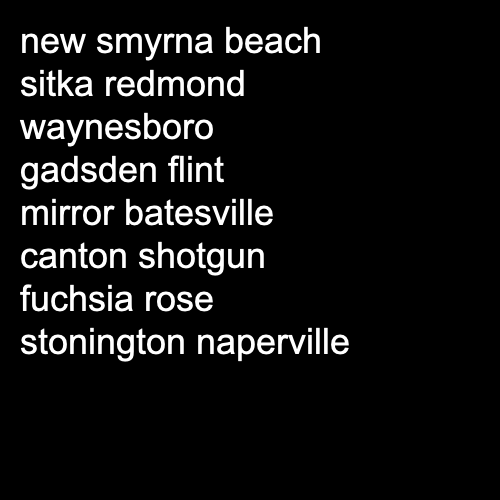 new smyrna beach
sitka redmond
waynesboro
gadsden flint
mirror batesville
canton shotgun
fuchsia rose
stonington naperville